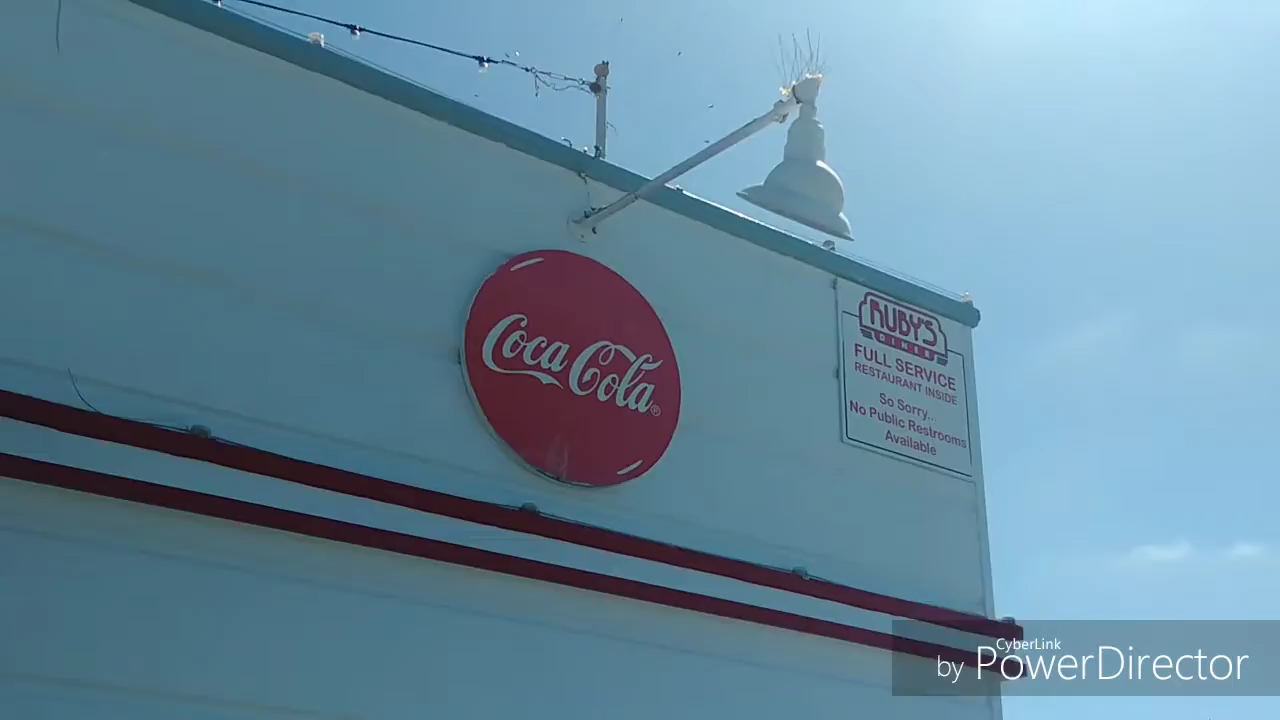 Coca Cola®
RUBY'S
DINER
FULL SERVICE
RESTAURANT INSIDE
So Sorry...
No Public Restrooms
Available
CyberLink
by PowerDirector